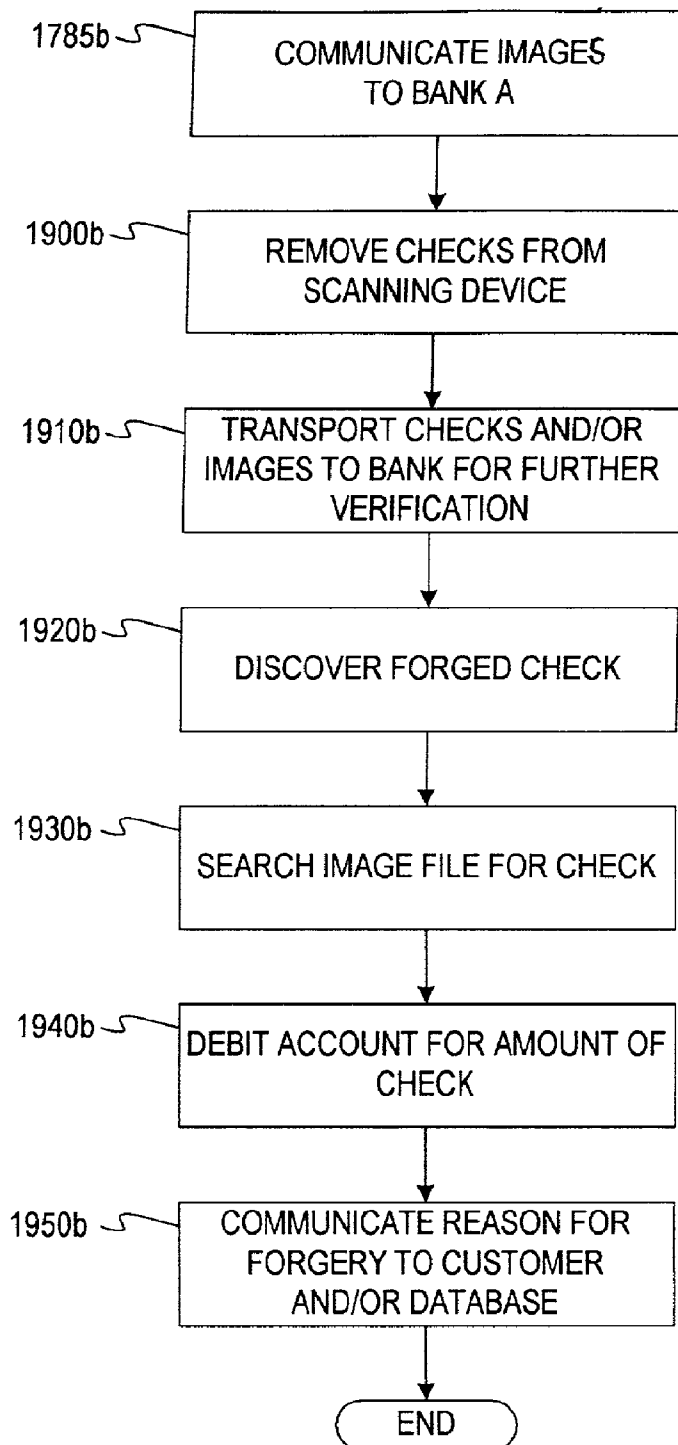 1785b
COMMUNICATE IMAGES
TO BANK A
1900b
REMOVE CHECKS FROM
SCANNING DEVICE
1910b
TRANSPORT CHECKS AND/OR
IMAGES TO BANK FOR FURTHER
VERIFICATION
1920b
DISCOVER FORGED CHECK
1930b
SEARCH IMAGE FILE FOR CHECK
1940b
DEBIT ACCOUNT FOR AMOUNT OF
CHECK
1950b
COMMUNICATE REASON FOR
FORGERY TO CUSTOMER
AND/OR DATABASE
END